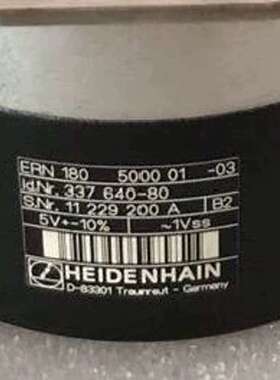 ERN 180 5000 01 -03
Id.Nr. 337 640-80
S.Nr. 11 229 200 A B2
5V+-10% ~1Vss
HEIDENHAIN
D-83301 Traunreut - Germany